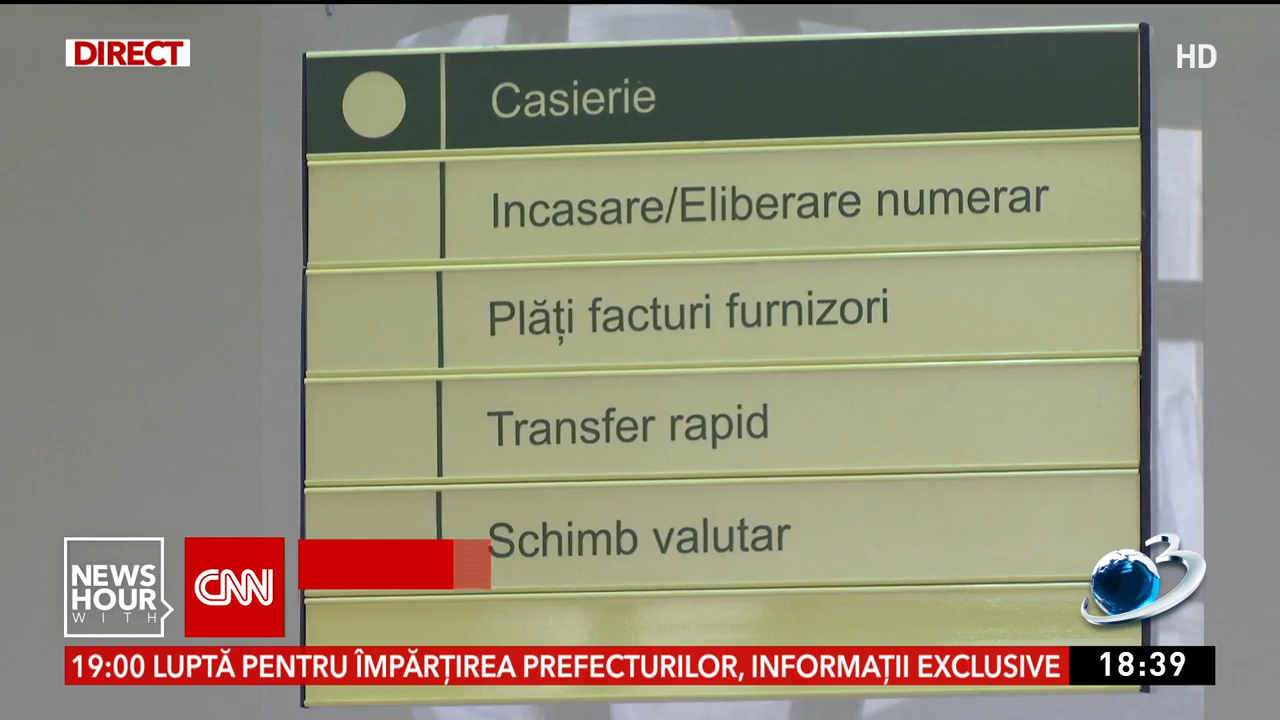 DIRECT
HD
Casierie
Incasare/Eliberare numerar
Plăți facturi furnizori
Transfer rapid
Schimb valutar
NEWS
HOUR
WITH
CNN
3
19:00 LUPTĂ PENTRU ÎMPĂRȚIREA PREFECTURILOR, INFORMAȚII EXCLUSIVE
18:39